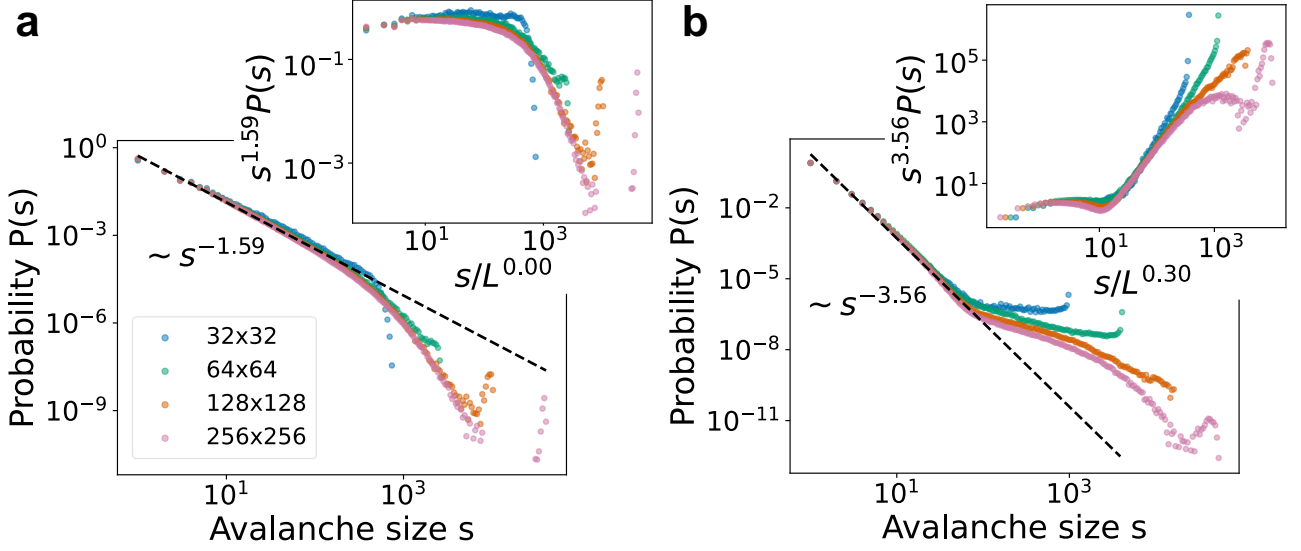 a
10^{-1}
10^{-3}
s^{1.59}P(s)
10^1
10^3
s/L^{0.00}
10^0
10^{-3}
10^{-6}
10^{-9}
Probability P(s)
~ s^{-1.59}
32x32
64x64
128x128
256x256
10^1
10^3
Avalanche size s
b
10^5
10^3
10^1
s^{3.56}P(s)
10^1
10^3
s/L^{0.30}
10^{-2}
10^{-5}
10^{-8}
10^{-11}
Probability P(s)
~ s^{-3.56}
10^1
10^3
Avalanche size s